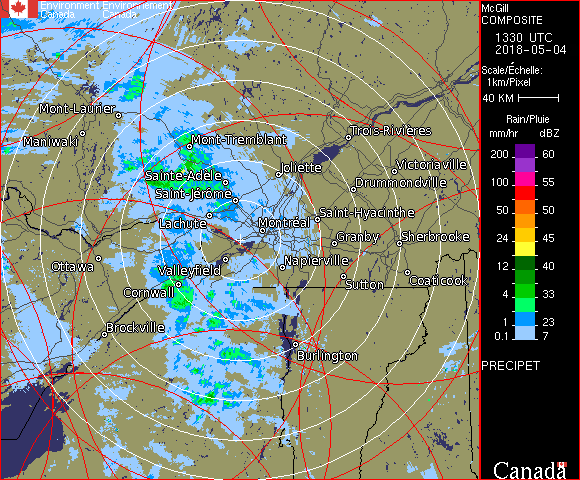 Environment Environnement
Canada Canada
McGill
COMPOSITE
1330 UTC
2018-05-04
Scale/Échelle:
1km/Pixel
40 KM
Rain/Pluie
mm/hr dBZ
200 60
100 55
50 50
24 45
12 40
4 33
1 23
0.1 7
PRECIPET
Canada
Mont-Laurier
Maniwaki
Mont-Tremblant
Trois-Rivières
Sainte-Adèle
Joliette
Victoriaville
Saint-Jérôme
Drummondville
Lachute
Montréal
Saint-Hyacinthe
Granby
Sherbrooke
Ottawa
Valleyfield
Napierville
Cornwall
Sutton
Coaticook
Brockville
Burlington